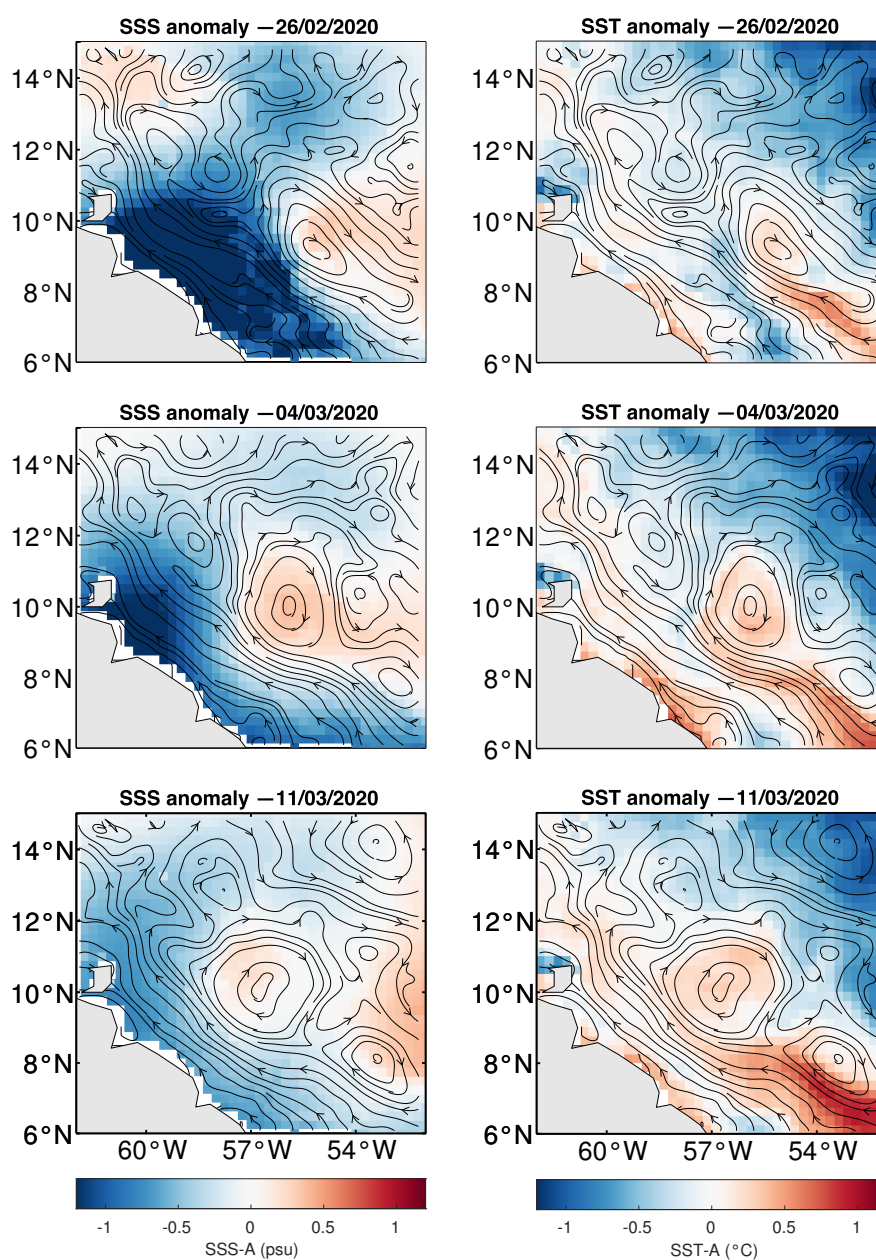 SSS anomaly −26/02/2020
SST anomaly −26/02/2020
14°N
12°N
10°N
8°N
6°N
14°N
12°N
10°N
8°N
6°N
SSS anomaly −04/03/2020
SST anomaly −04/03/2020
14°N
12°N
10°N
8°N
6°N
14°N
12°N
10°N
8°N
6°N
SSS anomaly −11/03/2020
SST anomaly −11/03/2020
14°N
12°N
10°N
8°N
6°N
14°N
12°N
10°N
8°N
6°N
60°W 57°W 54°W
60°W 57°W 54°W
-1 -0.5 0 0.5 1
SSS-A (psu)
-1 -0.5 0 0.5 1
SST-A (°C)